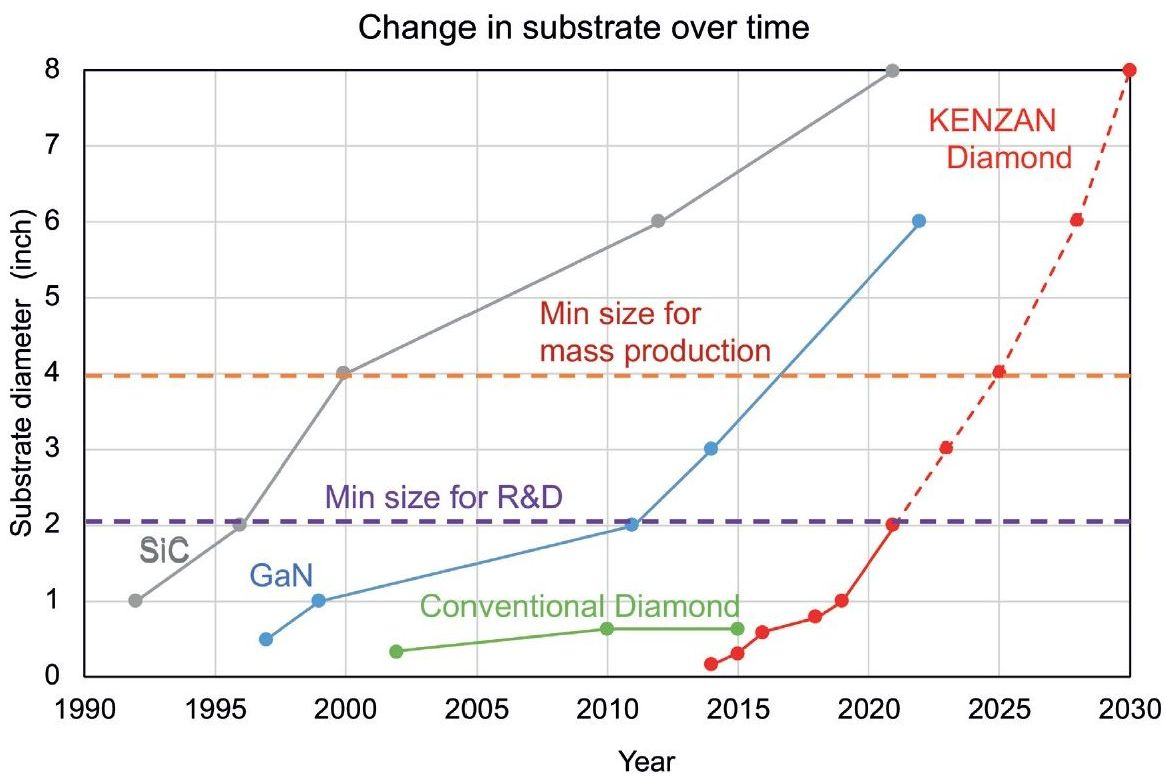 Change in substrate over time
Substrate diameter (inch)
8
7
6
5
4
3
2
1
0
KENZAN
Diamond
Min size for
mass production
Min size for R&D
SiC
GaN
Conventional Diamond
1990 1995 2000 2005 2010 2015 2020 2025 2030
Year